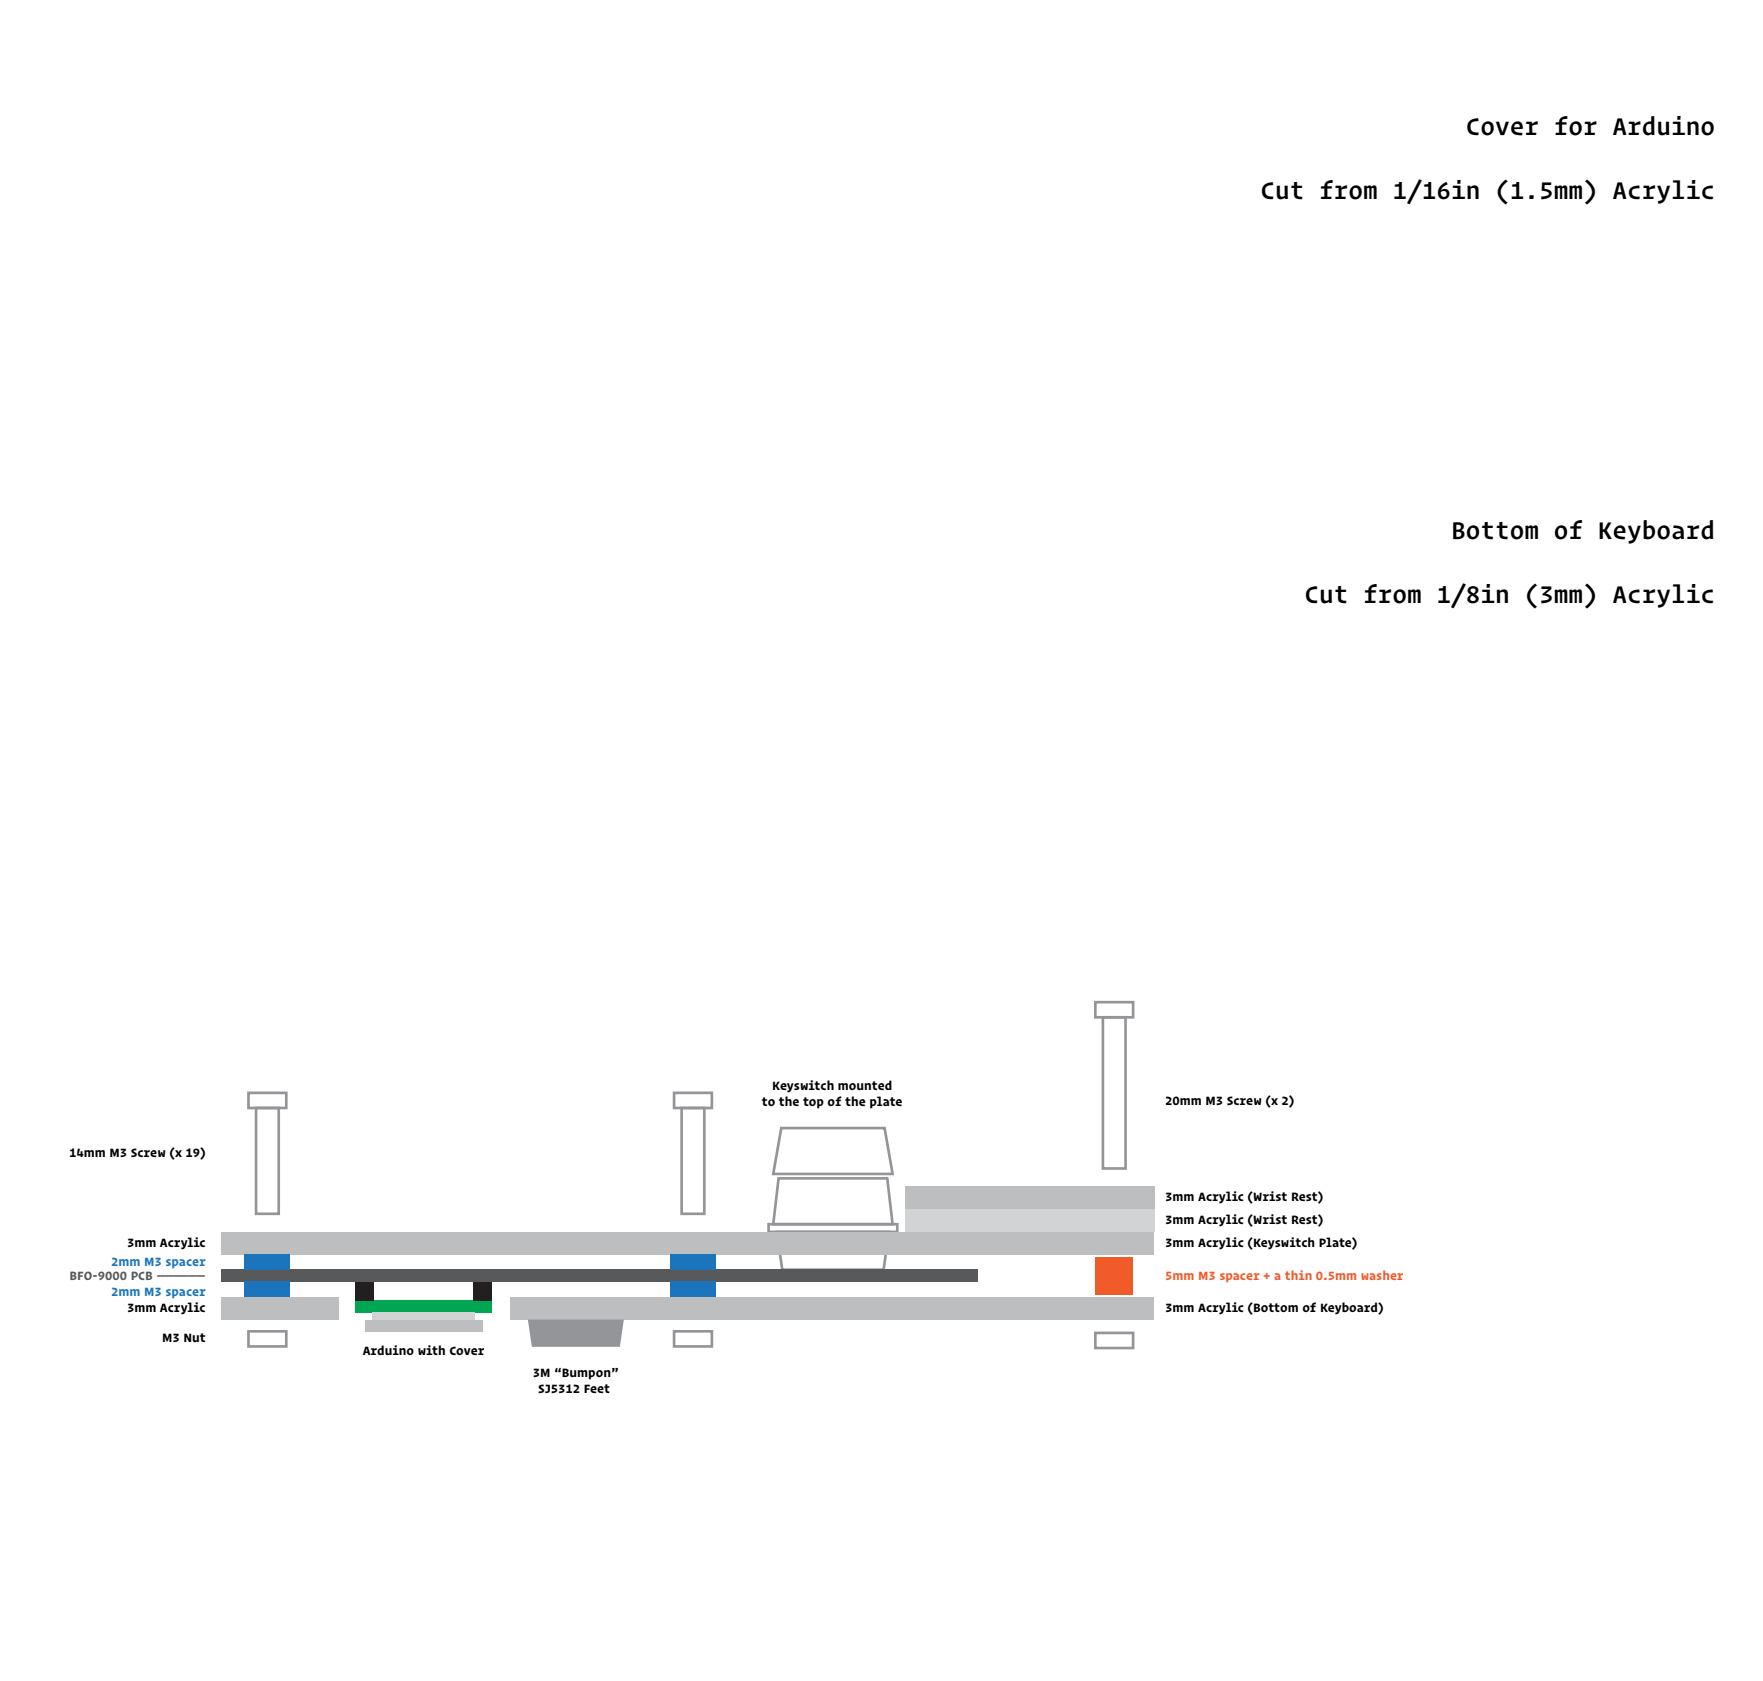 Cover for Arduino
Cut from 1/16in (1.5mm) Acrylic
Bottom of Keyboard
Cut from 1/8in (3mm) Acrylic
Keyswitch mounted
to the top of the plate
20mm M3 Screw (x 2)
14mm M3 Screw (x 19)
3mm Acrylic (Wrist Rest)
3mm Acrylic (Wrist Rest)
3mm Acrylic
3mm Acrylic (Keyswitch Plate)
2mm M3 spacer
BFO-9000 PCB
5mm M3 spacer + a thin 0.5mm washer
2mm M3 spacer
3mm Acrylic
3mm Acrylic (Bottom of Keyboard)
M3 Nut
Arduino with Cover
3M “Bumpon”
SJ5312 Feet